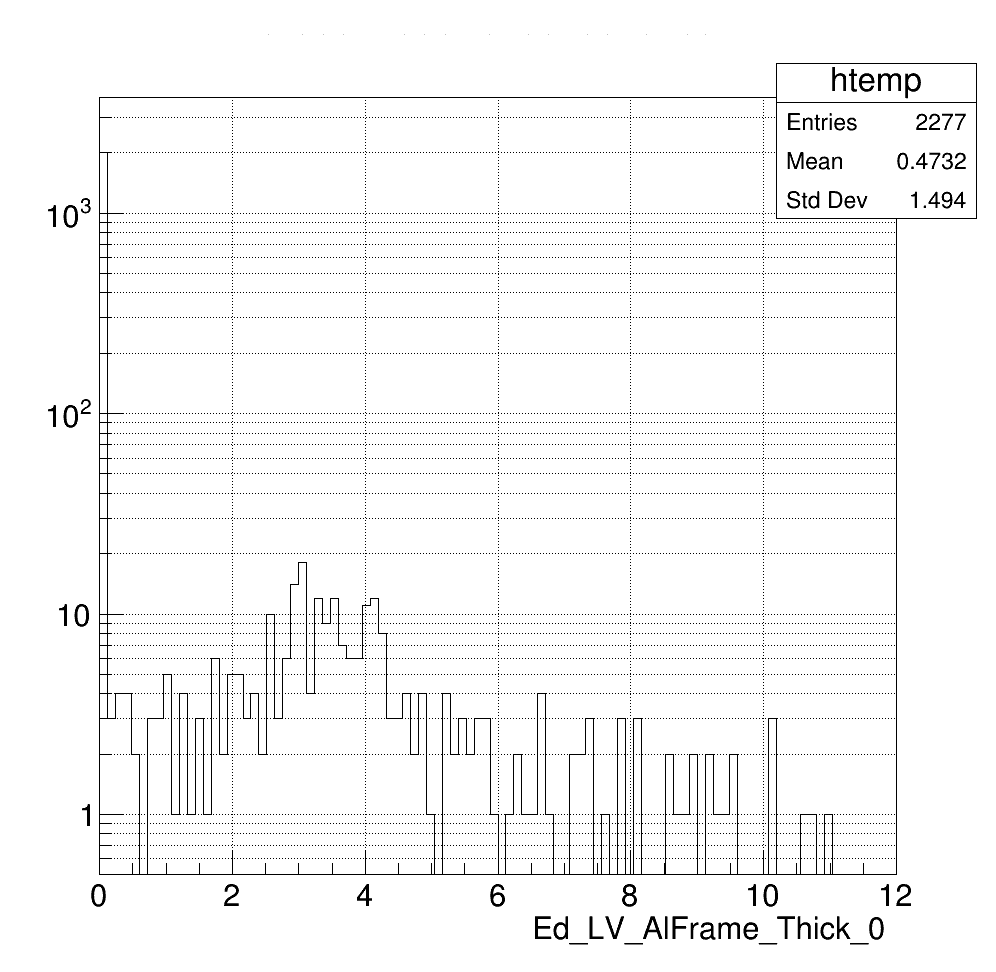 htemp
Entries 2277
Mean 0.4732
Std Dev 1.494
10³
10²
10
1
0 2 4 6 8 10 12
Ed_LV_AlFrame_Thick_0